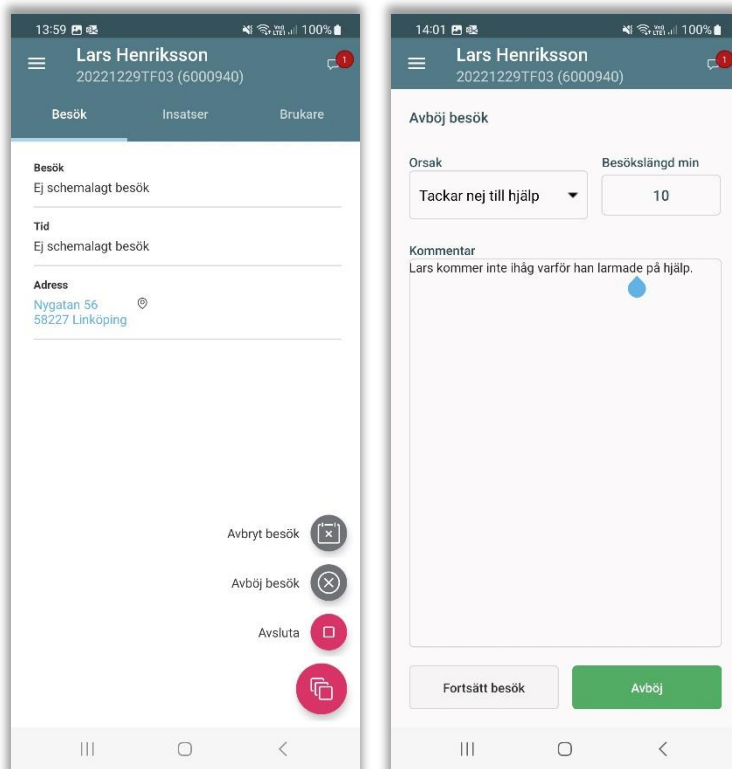 13:59
100%
Lars Henriksson
20221229TF03 (6000940)
1
Besök
Insatser
Brukare
Besök
Ej schemalagt besök
Tid
Ej schemalagt besök
Adress
Nygatan 56
58227 Linköping
Avbryt besök
Avböj besök
Avsluta
14:01
100%
Lars Henriksson
20221229TF03 (6000940)
1
Avböj besök
Orsak
Besökslängd min
Tackar nej till hjälp
10
Kommentar
Lars kommer inte ihåg varför han larmade på hjälp.
Fortsätt besök
Avböj